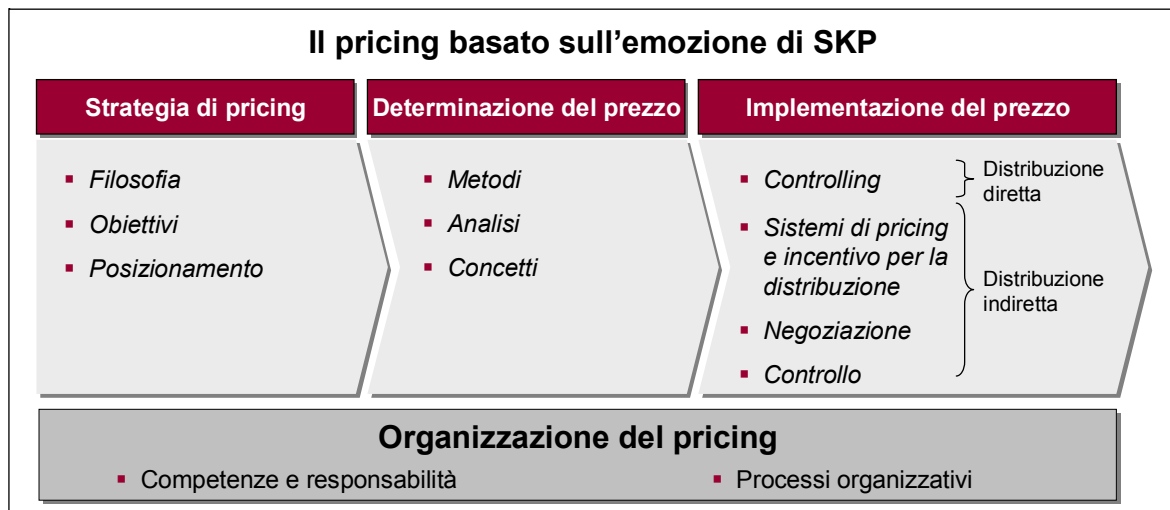 Il pricing basato sull'emozione di SKP
Strategia di pricing
Determinazione del prezzo
Implementazione del prezzo
▪ Filosofia
▪ Obiettivi
▪ Posizionamento
▪ Metodi
▪ Analisi
▪ Concetti
▪ Controlling
▪ Sistemi di pricing
e incentivo per la
distribuzione
▪ Negoziazione
▪ Controllo
Distribuzione
diretta
Distribuzione
indiretta
Organizzazione del pricing
▪ Competenze e responsabilità
▪ Processi organizzativi